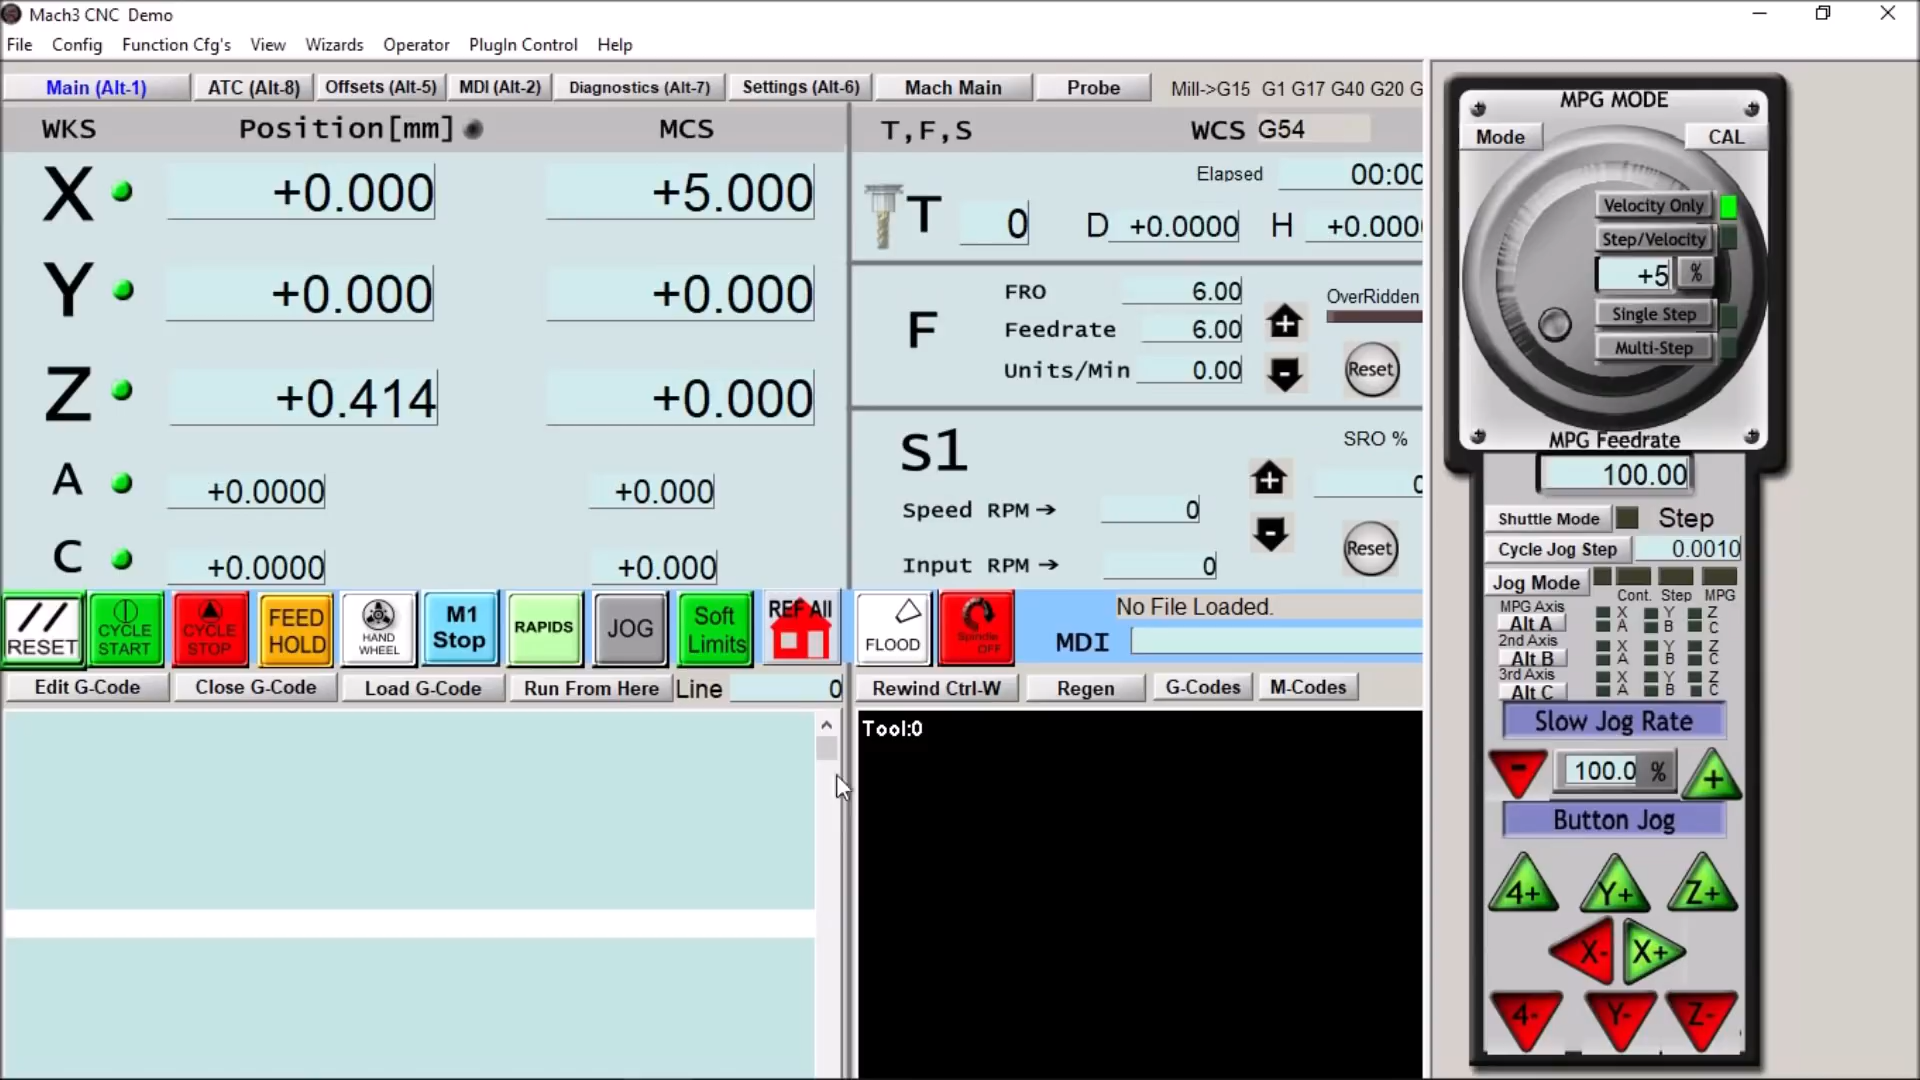 Mach3 CNC Demo
File Config Function Cfg's View Wizards Operator PlugIn Control Help
Main (Alt-1) ATC (Alt-8) Offsets (Alt-5) MDI (Alt-2) Diagnostics (Alt-7) Settings (Alt-6) Mach Main Probe Mill->G15 G1 G17 G40 G20 G
WKS Position[mm] MCS
X +0.000 +5.000
Y +0.000 +0.000
Z +0.414 +0.000
A +0.0000 +0.000
C +0.0000 +0.000
T,F,S WCS G54
Elapsed 00:00
T 0 D +0.0000 H +0.000
FRO 6.00 OverRidden
F Feedrate 6.00
Units/Min 0.00 Reset
S1 SRO %
Speed RPM → 0
Input RPM → 0 Reset
// RESET
CYCLE START
CYCLE STOP
FEED HOLD
HAND WHEEL
M1 Stop
RAPIDS
JOG
Soft Limits
REF All
FLOOD
Spindle OFF
No File Loaded.
MDI
Edit G-Code Close G-Code Load G-Code Run From Here Line 0
Rewind Ctrl-W Regen G-Codes M-Codes
Tool:0
MPG MODE
Mode CAL
Velocity Only
Step/Velocity
+5 %
Single Step
Multi-Step
MPG Feedrate
100.00
Shuttle Mode Step
Cycle Jog Step 0.0010
Jog Mode
Cont. Step MPG
MPG Axis X Y Z
Alt A A B C
2nd Axis X Y Z
Alt B A B C
3rd Axis X Y Z
Alt C A B C
Slow Jog Rate
- 100.0 % +
Button Jog
4+ Y+ Z+
X- X+
4- Y- Z-